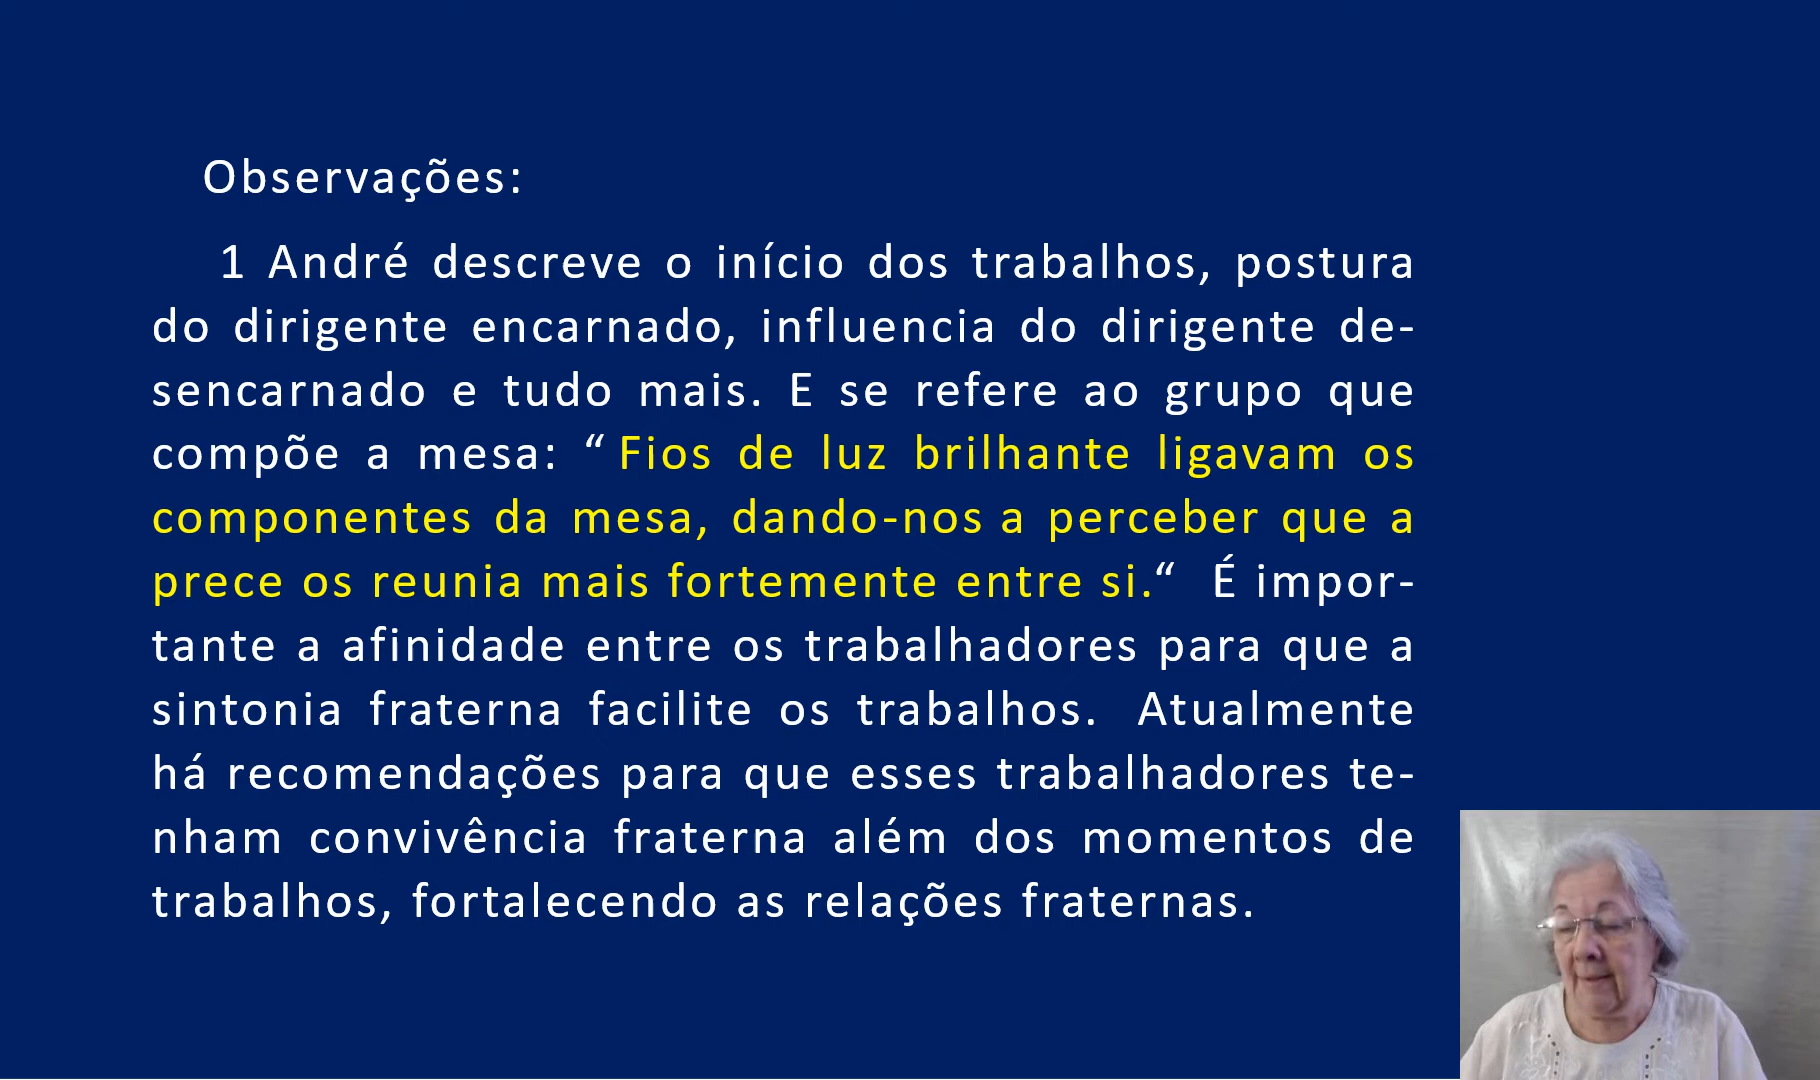 Observações:
1 André descreve o início dos trabalhos, postura
do dirigente encarnado, influencia do dirigente de-
sencarnado e tudo mais. E se refere ao grupo que
compõe a mesa: “ Fios de luz brilhante ligavam os
componentes da mesa, dando-nos a perceber que a
prece os reunia mais fortemente entre si.“ É impor-
tante a afinidade entre os trabalhadores para que a
sintonia fraterna facilite os trabalhos. Atualmente
há recomendações para que esses trabalhadores te-
nham convivência fraterna além dos momentos de
trabalhos, fortalecendo as relações fraternas.